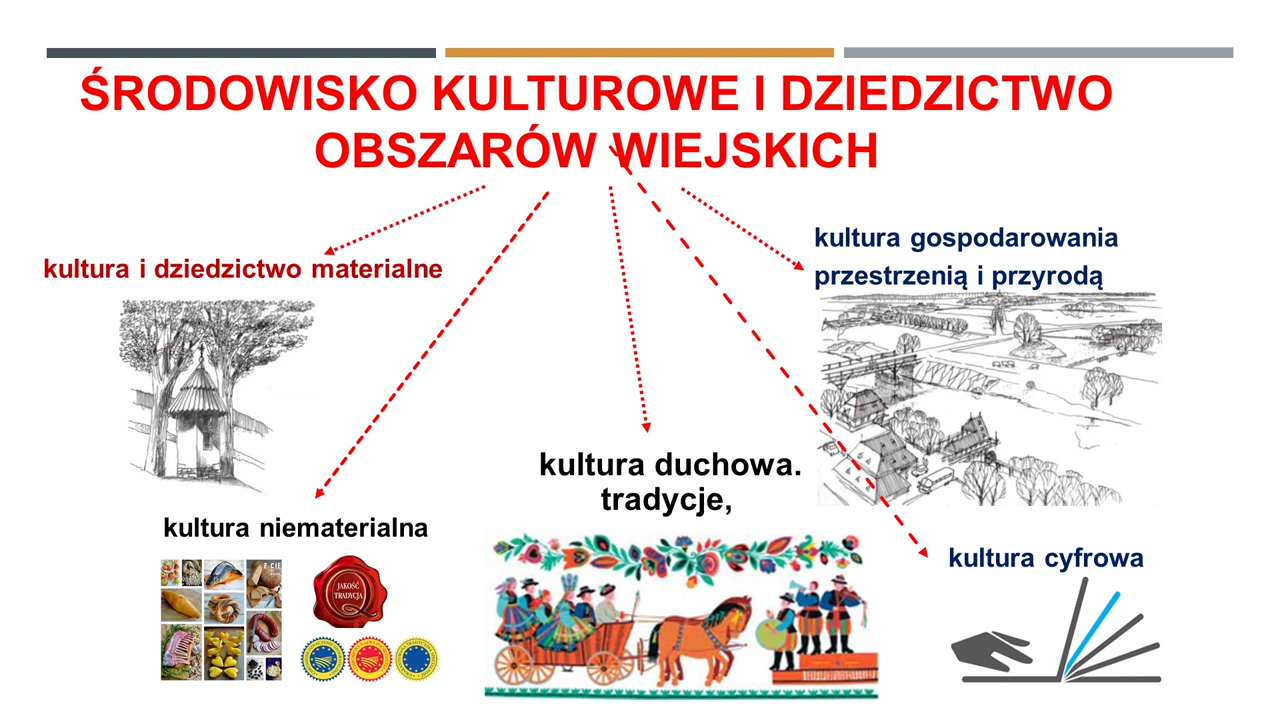 ŚRODOWISKO KULTUROWE I DZIEDZICTWO
OBSZARÓW WIEJSKICH
kultura i dziedzictwo materialne
kultura gospodarowania
przestrzenią i przyrodą
kultura duchowa.
tradycje,
kultura niematerialna
Z CIE
JAKOŚĆ
TRADYCJA
kultura cyfrowa